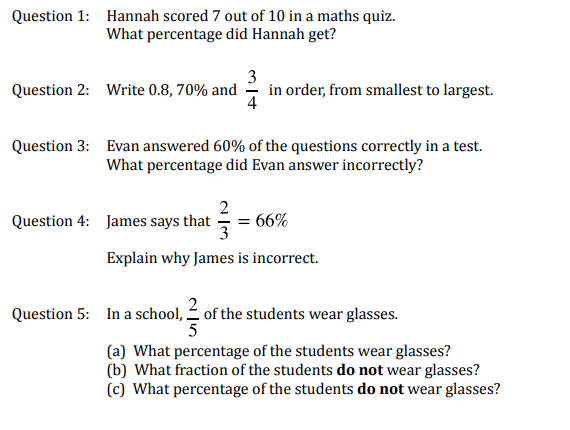 Question 1: Hannah scored 7 out of 10 in a maths quiz.
What percentage did Hannah get?
Question 2: Write 0.8, 70% and 3/4 in order, from smallest to largest.
Question 3: Evan answered 60% of the questions correctly in a test.
What percentage did Evan answer incorrectly?
Question 4: James says that 2/3 = 66%
Explain why James is incorrect.
Question 5: In a school, 2/5 of the students wear glasses.
(a) What percentage of the students wear glasses?
(b) What fraction of the students do not wear glasses?
(c) What percentage of the students do not wear glasses?